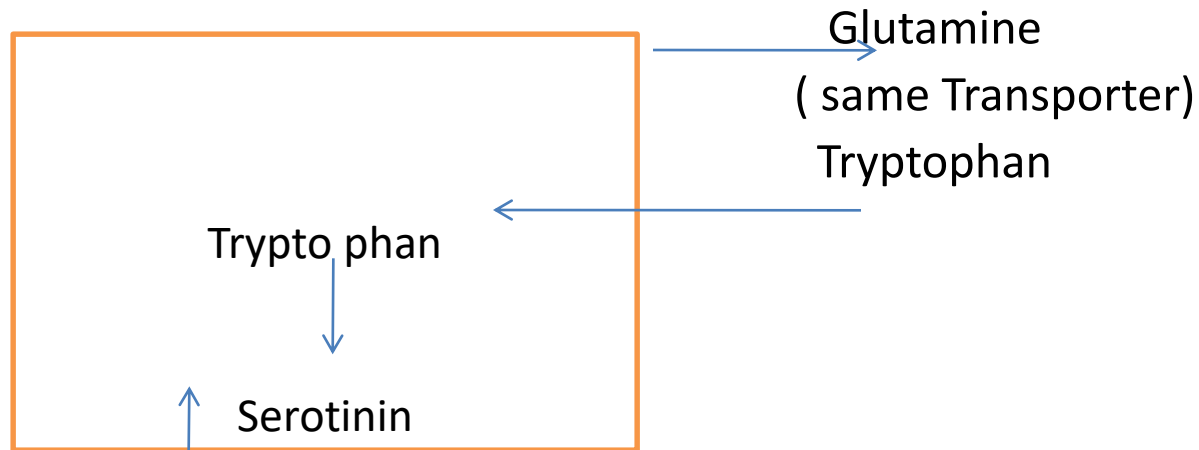 Glutamine
( same Transporter)
Tryptophan
Trypto phan
Serotinin